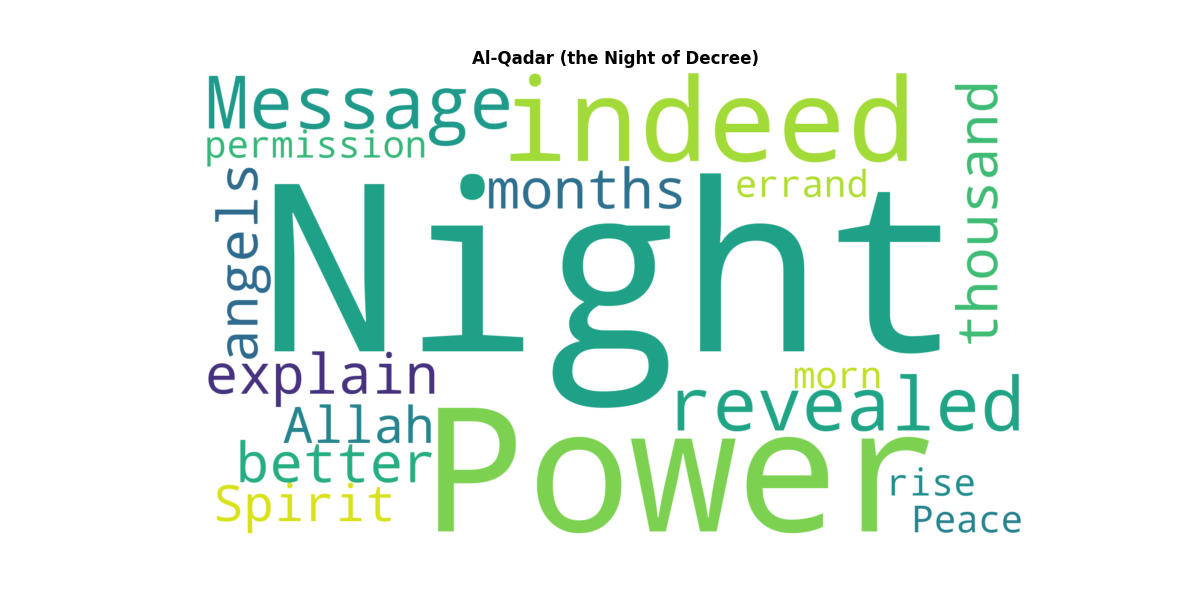 Al-Qadar (the Night of Decree)
Message
indeed
thousand
permission
angels
months
errand
Night
explain
morn
revealed
Allah
Power
better
Spirit
rise
Peace